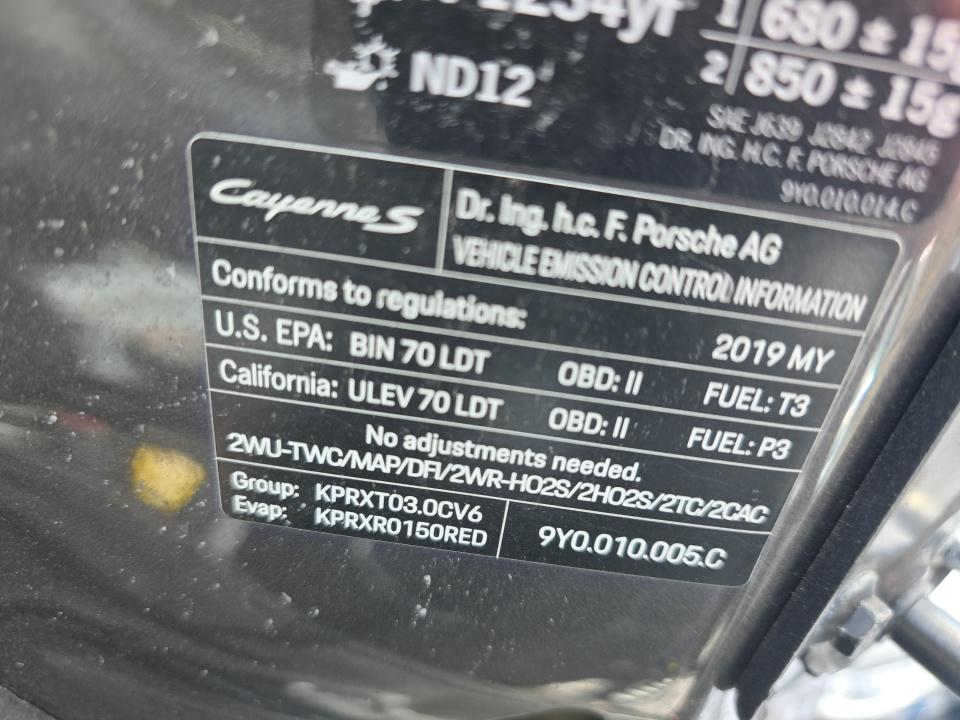 1234yf 1 680 ± 15g
ND12 2 850 ± 15g
SAE J639 J2842 J2845
DR. ING. H.C. F. PORSCHE AG
9Y0.010.014.C
Cayenne S
Dr. Ing. h.c. F. Porsche AG
VEHICLE EMISSION CONTROL INFORMATION
Conforms to regulations: 2019 MY
U.S. EPA: BIN 70 LDT OBD: II FUEL: T3
California: ULEV 70 LDT OBD: II FUEL: P3
No adjustments needed.
2WU-TWC/MAP/DFI/2WR-HO2S/2HO2S/2TC/2CAC
Group: KPRXT03.0CV6
Evap: KPRXR0150RED
9Y0.010.005.C